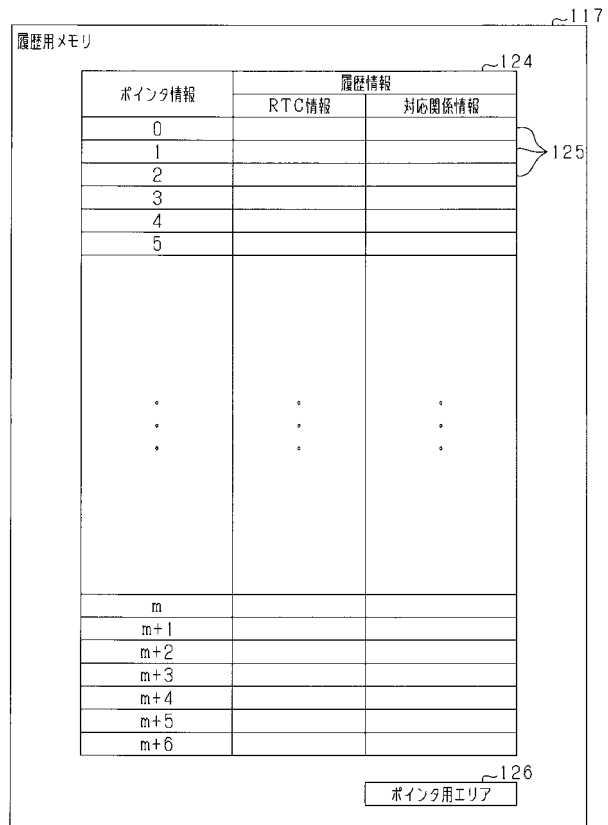 117
履歴用メモリ
124
ポインタ情報 履歴情報
RTC情報 対応関係情報
0
1
2
125
3
4
5
m
m+1
m+2
m+3
m+4
m+5
m+6
126
ポインタ用エリア